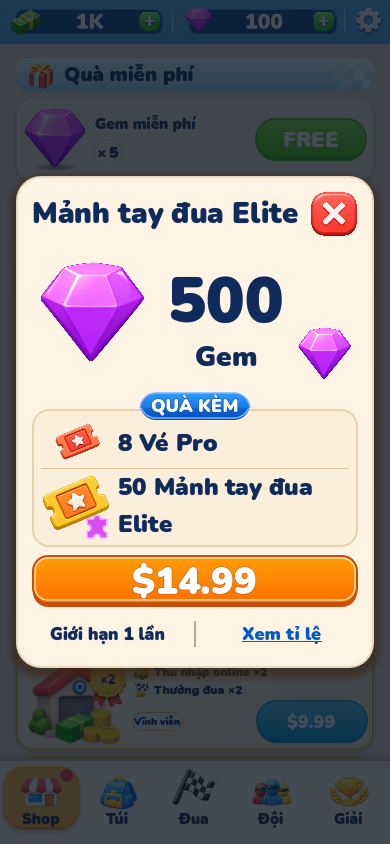 1K
100
Quà miễn phí
Gem miễn phí
×5
FREE
Mảnh tay đua Elite
500
Gem
QUÀ KÈM
8 Vé Pro
50 Mảnh tay đua
Elite
$14.99
Giới hạn 1 lần
Xem tỉ lệ
×2
Thu nhập online ×2
Thưởng đua ×2
Vĩnh viễn
$9.99
Shop
Túi
Đua
Đội
Giải